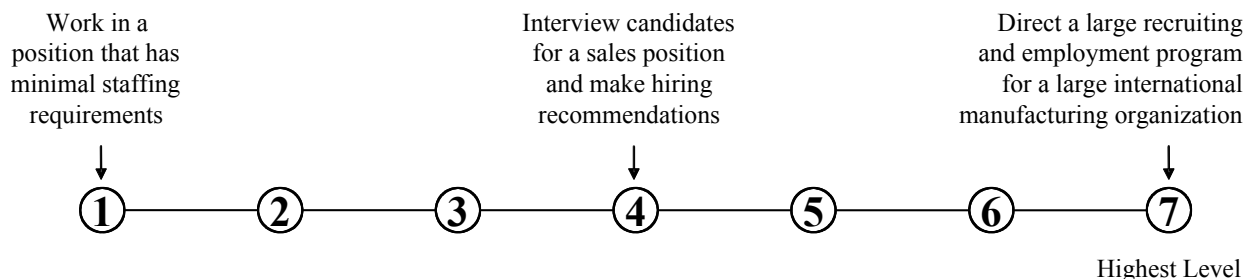 Work in a
position that has
minimal staffing
requirements
Interview candidates
for a sales position
and make hiring
recommendations
Direct a large recruiting
and employment program
for a large international
manufacturing organization
1 2 3 4 5 6 7
Highest Level